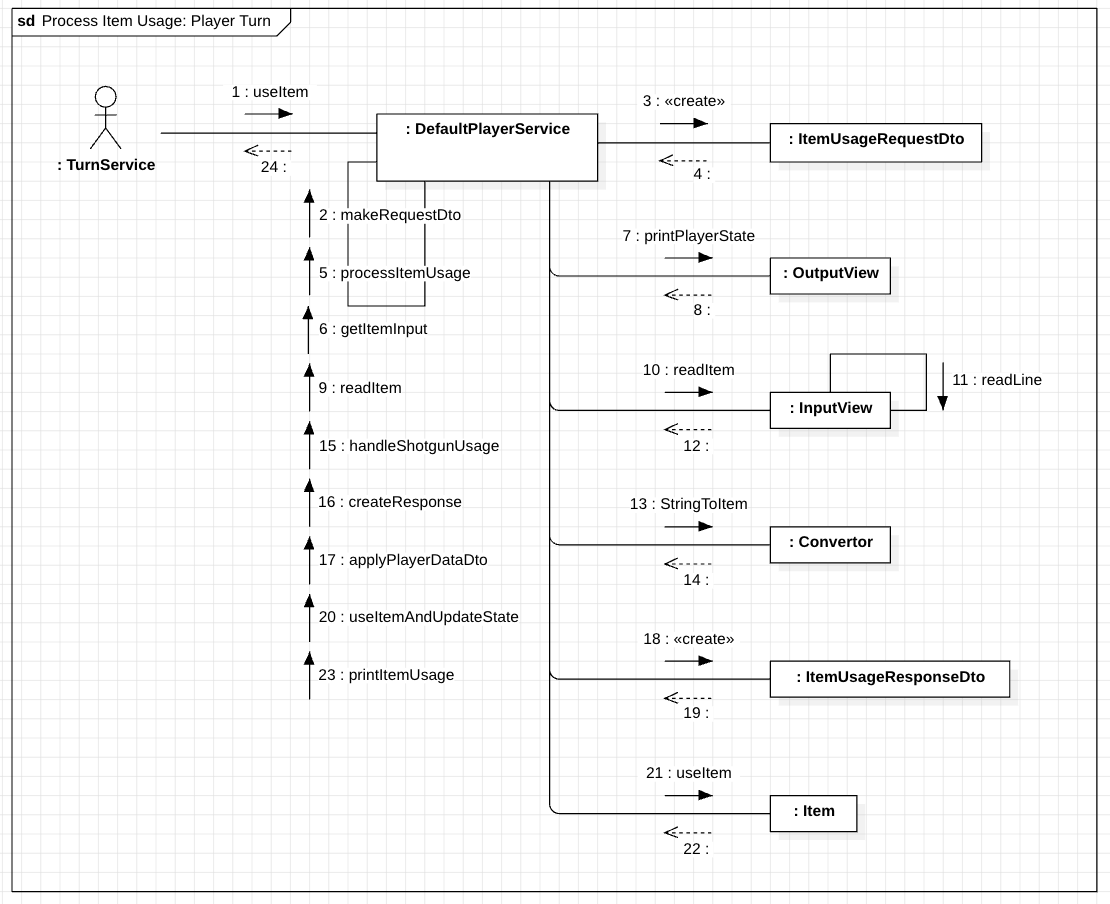 sd Process Item Usage: Player Turn
1 : useItem
3 : «create»
: DefaultPlayerService
: ItemUsageRequestDto
: TurnService
24 :
4 :
2 : makeRequestDto
7 : printPlayerState
5 : processItemUsage
: OutputView
8 :
6 : getItemInput
10 : readItem
11 : readLine
9 : readItem
: InputView
15 : handleShotgunUsage
12 :
16 : createResponse
13 : StringToItem
: Convertor
17 : applyPlayerDataDto
14 :
20 : useItemAndUpdateState
18 : «create»
23 : printItemUsage
: ItemUsageResponseDto
19 :
21 : useItem
: Item
22 :